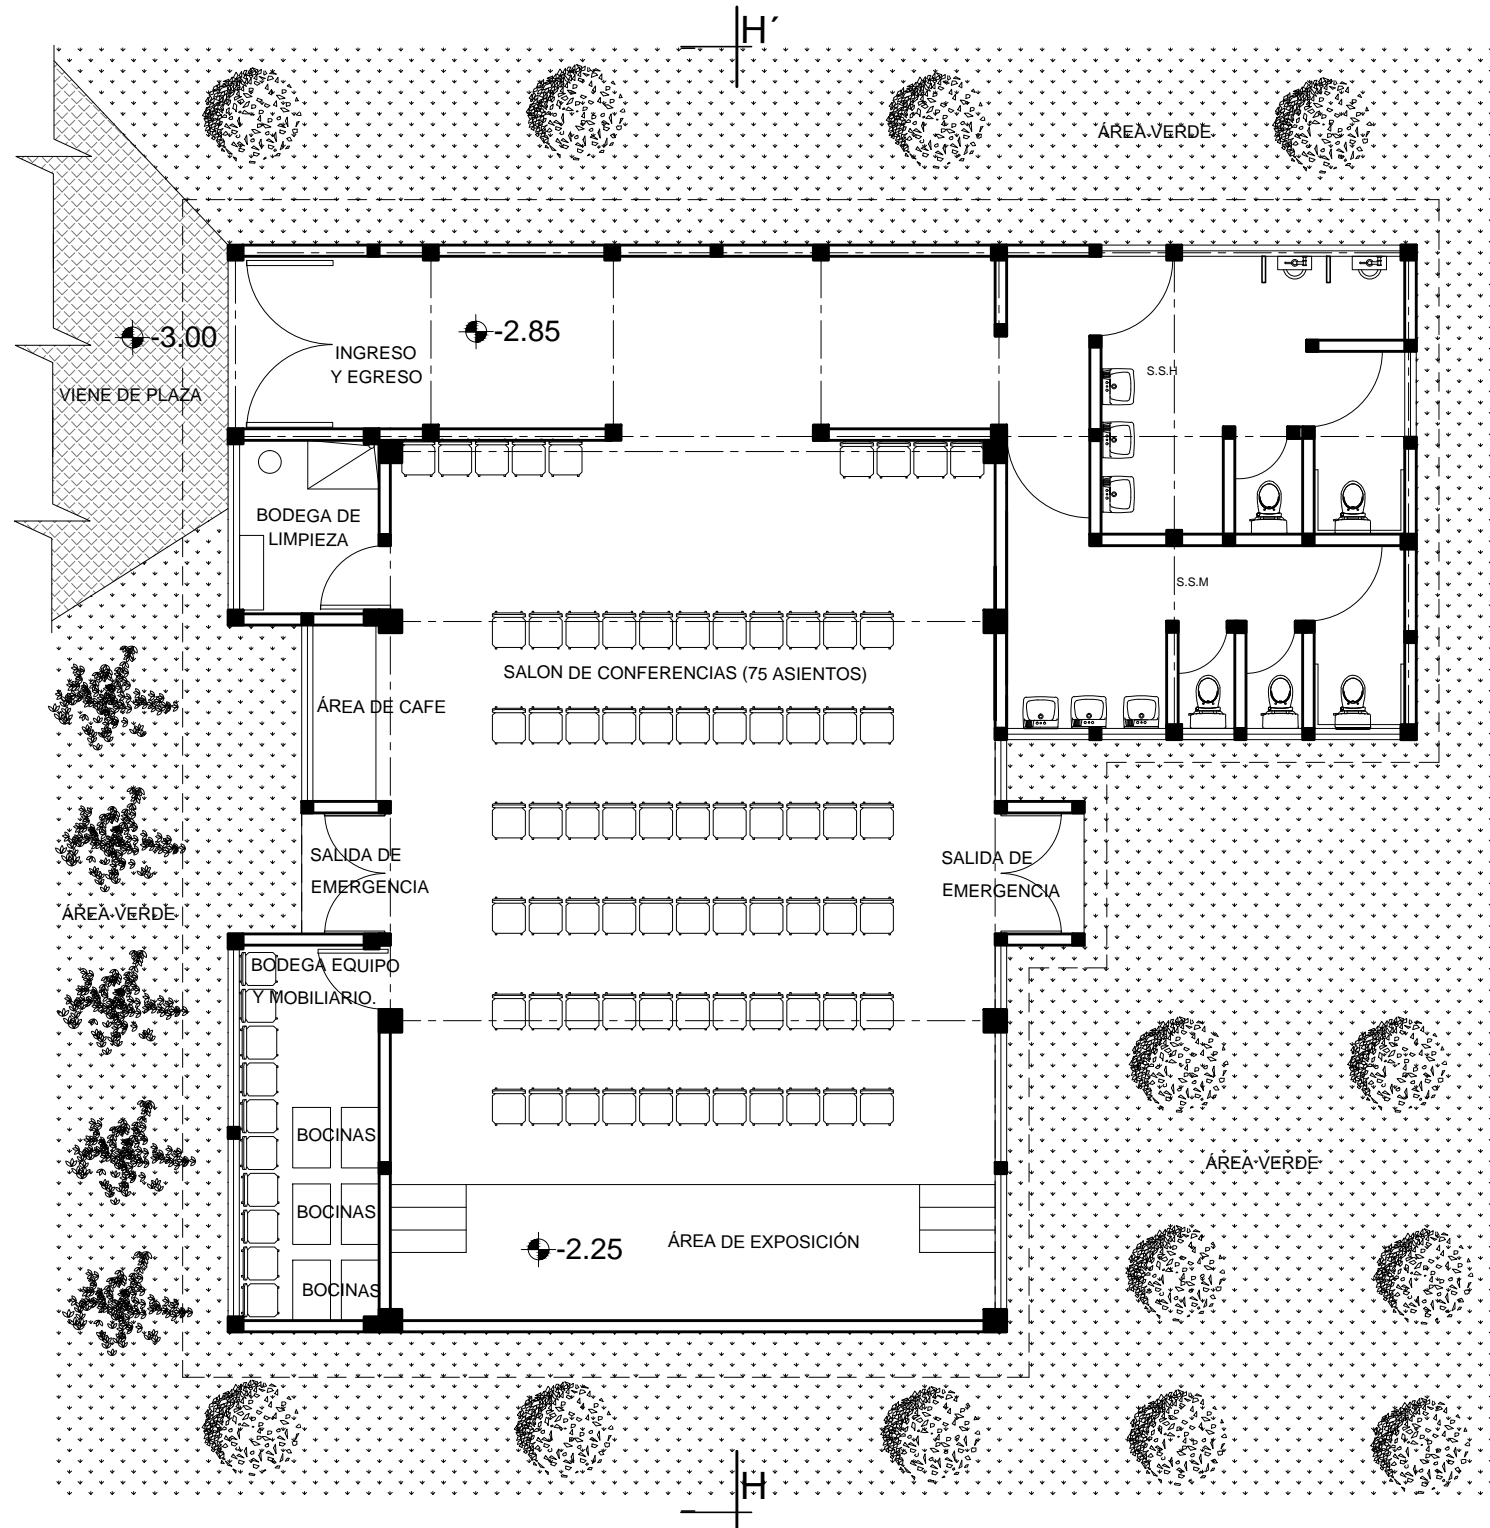 H´
ÁREA VERDE
-3.00
-2.85
INGRESO
Y EGRESO
VIENE DE PLAZA
S.S.H
BODEGA DE
LIMPIEZA
S.S.M
SALON DE CONFERENCIAS (75 ASIENTOS)
ÁREA DE CAFE
SALIDA DE
EMERGENCIA
SALIDA DE
EMERGENCIA
ÁREA VERDE
BODEGA EQUIPO
Y MOBILIARIO.
BOCINAS
ÁREA VERDE
BOCINAS
-2.25
ÁREA DE EXPOSICIÓN
BOCINAS
H